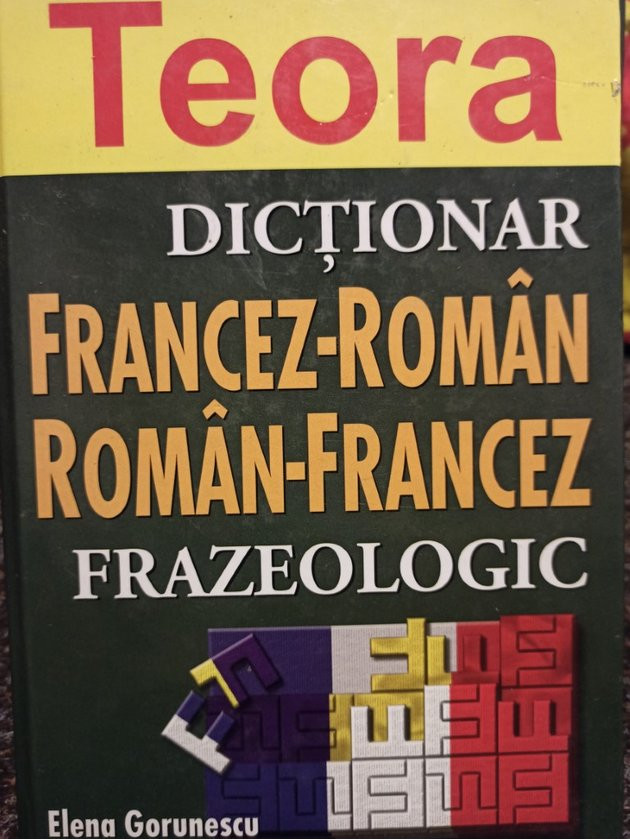 Teora
DICȚIONAR
FRANCEZ-ROMÂN
ROMÂN-FRANCEZ
FRAZEOLOGIC
Elena Gorunescu